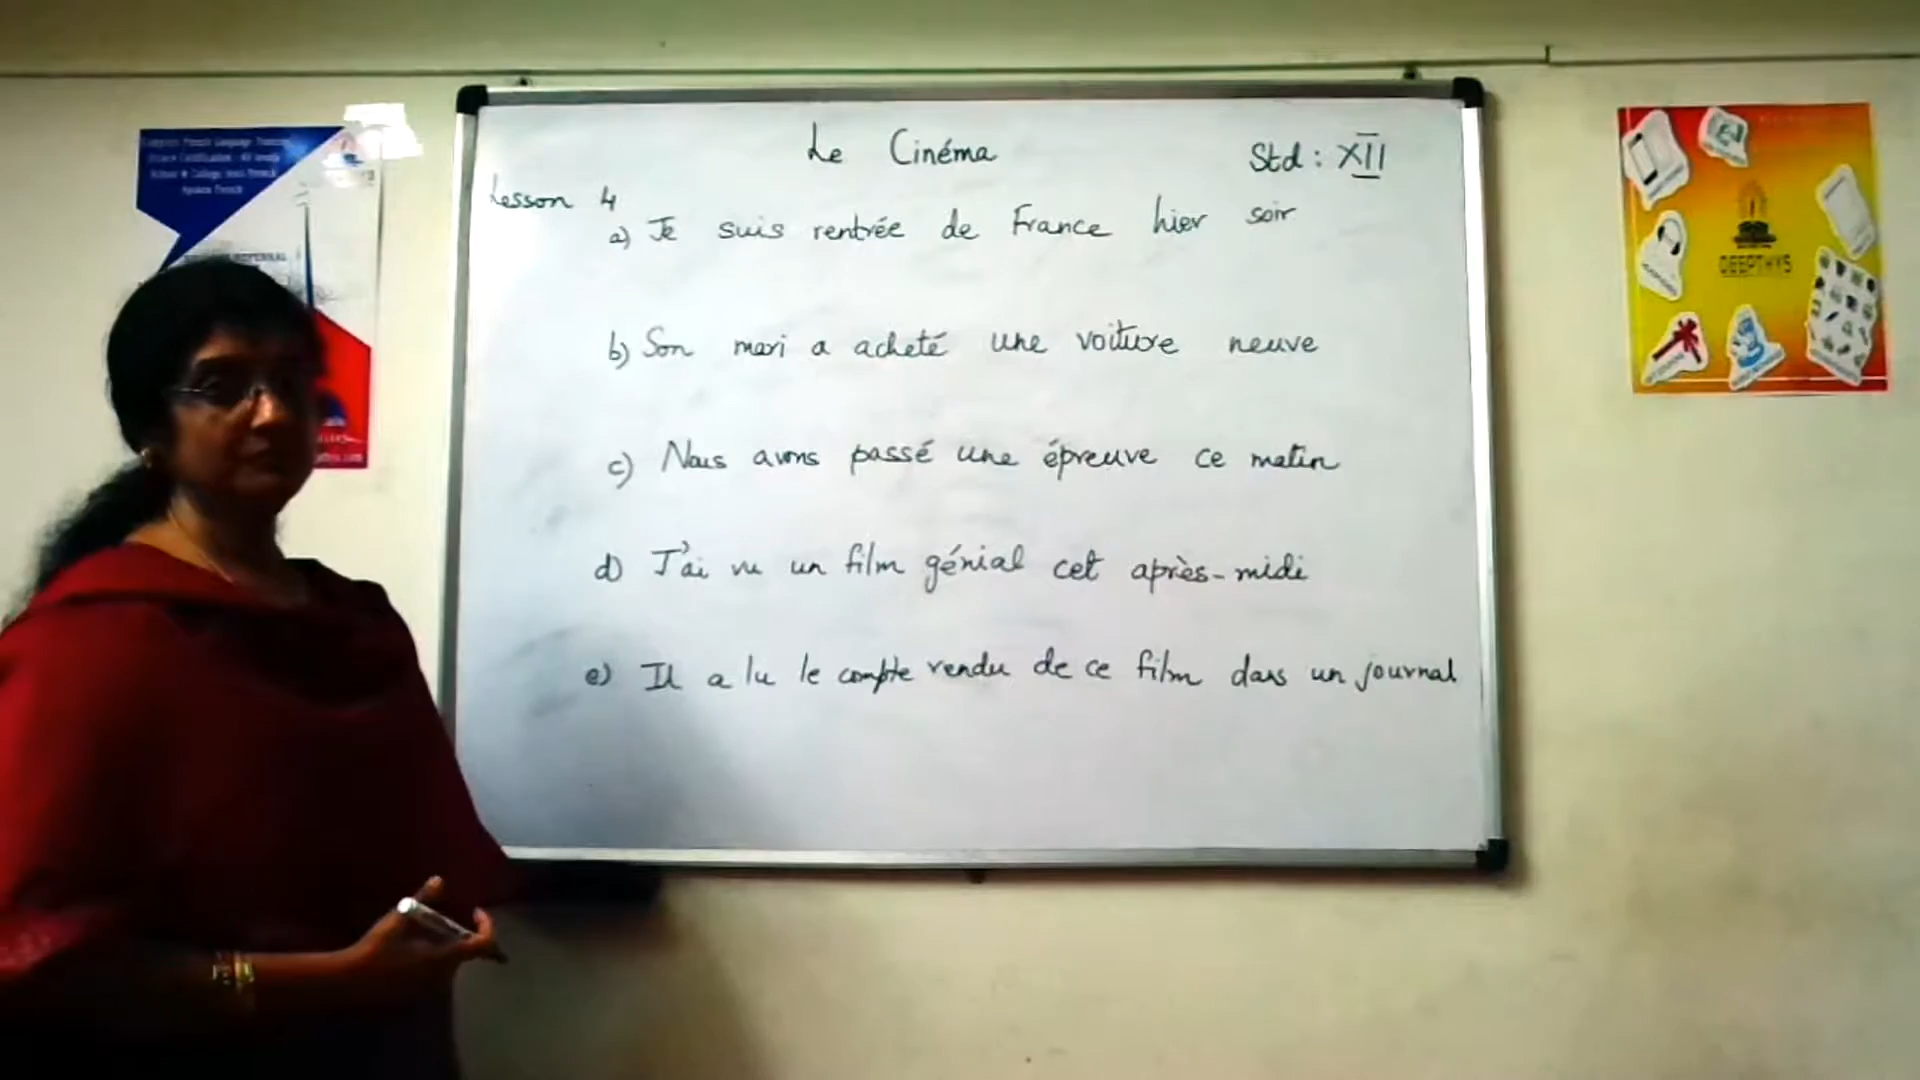 Le Cinéma
Std : XII
Lesson 4
a) Je suis rentrée de France hier soir
b) Son mari a acheté une voiture neuve
c) Nous avons passé une épreuve ce matin
d) J'ai vu un film génial cet après-midi
e) Il a lu le compte rendu de ce film dans un journal
DEEPTHYS